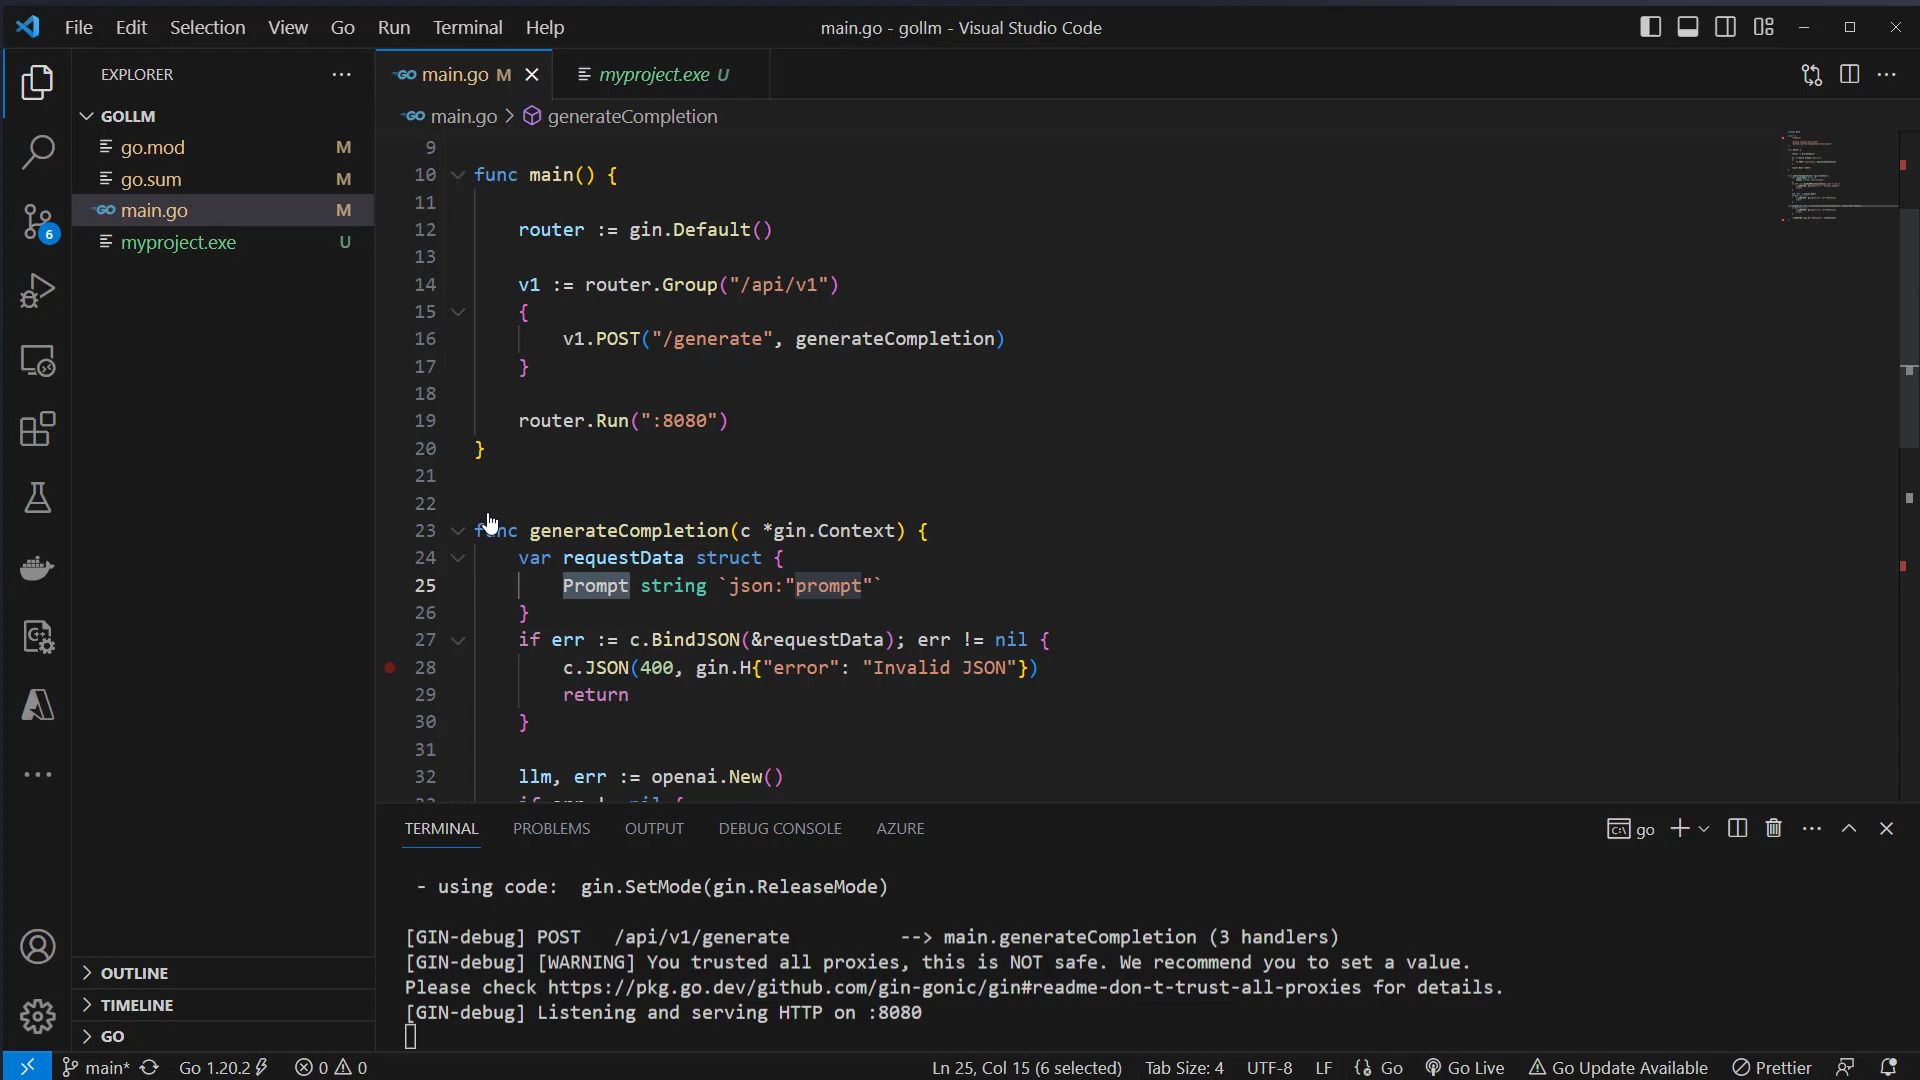 File Edit Selection View Go Run Terminal Help
main.go - gollm - Visual Studio Code
EXPLORER
GOLLM
go.mod M
go.sum M
GO main.go M
myproject.exe U
6
OUTLINE
TIMELINE
GO
GO main.go M
myproject.exe U
GO main.go > generateCompletion
9
10 func main() {
11
12 router := gin.Default()
13
14 v1 := router.Group("/api/v1")
15 {
16 v1.POST("/generate", generateCompletion)
17 }
18
19 router.Run(":8080")
20 }
21
22
23 func generateCompletion(c *gin.Context) {
24 var requestData struct {
25 Prompt string `json:"prompt"`
26 }
27 if err := c.BindJSON(&requestData); err != nil {
28 c.JSON(400, gin.H{"error": "Invalid JSON"})
29 return
30 }
31
32 llm, err := openai.New()
TERMINAL PROBLEMS OUTPUT DEBUG CONSOLE AZURE
go
- using code: gin.SetMode(gin.ReleaseMode)
[GIN-debug] POST /api/v1/generate --> main.generateCompletion (3 handlers)
[GIN-debug] [WARNING] You trusted all proxies, this is NOT safe. We recommend you to set a value.
Please check https://pkg.go.dev/github.com/gin-gonic/gin#readme-don-t-trust-all-proxies for details.
[GIN-debug] Listening and serving HTTP on :8080
main* Go 1.20.2 0 0 Ln 25, Col 15 (6 selected) Tab Size: 4 UTF-8 LF {} Go Go Live Go Update Available Prettier